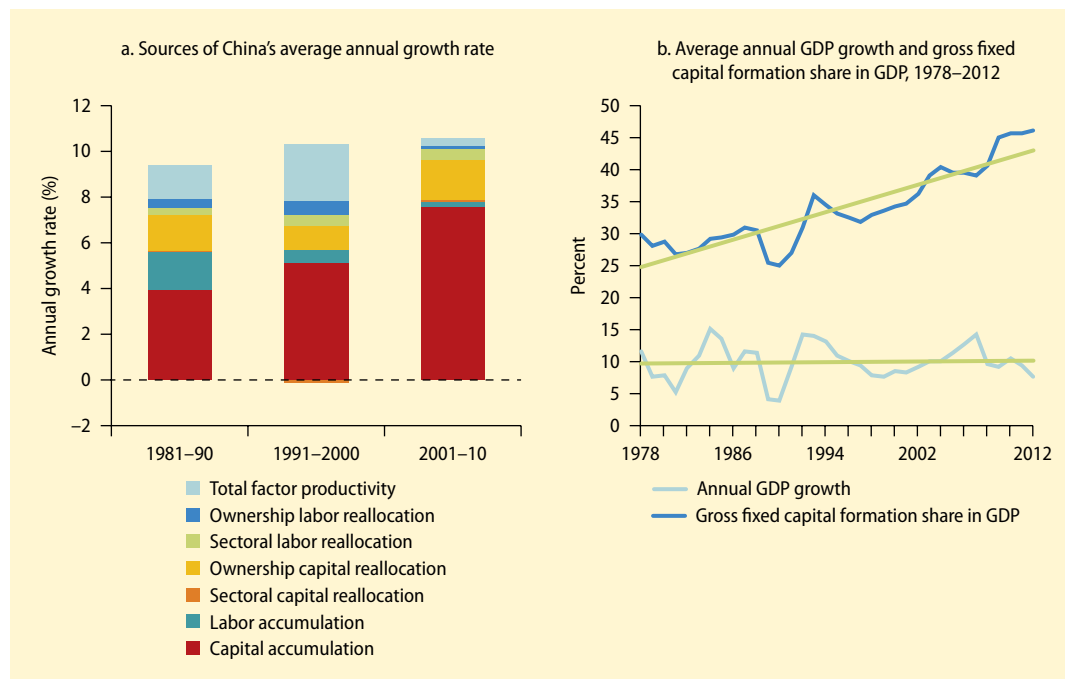 a. Sources of China's average annual growth rate
12
10
8
6
4
2
0
–2
Annual growth rate (%)
1981–90
1991–2000
2001–10
Total factor productivity
Ownership labor reallocation
Sectoral labor reallocation
Ownership capital reallocation
Sectoral capital reallocation
Labor accumulation
Capital accumulation
b. Average annual GDP growth and gross fixed
capital formation share in GDP, 1978–2012
50
45
40
35
30
25
20
15
10
5
0
Percent
1978
1986
1994
2002
2012
Annual GDP growth
Gross fixed capital formation share in GDP